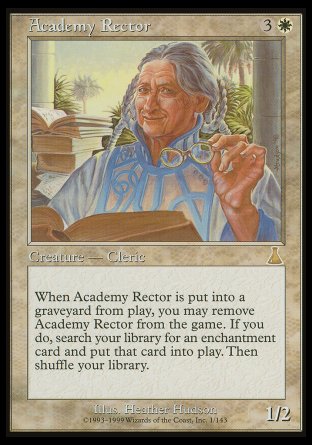 Academy Rector 3
Creature — Cleric
When Academy Rector is put into a
graveyard from play, you may remove
Academy Rector from the game. If you
do, search your library for an enchantment
card and put that card into play. Then
shuffle your library.
Illus. Heather Hudson
©1993–1999 Wizards of the Coast, Inc. 1/143
1/2